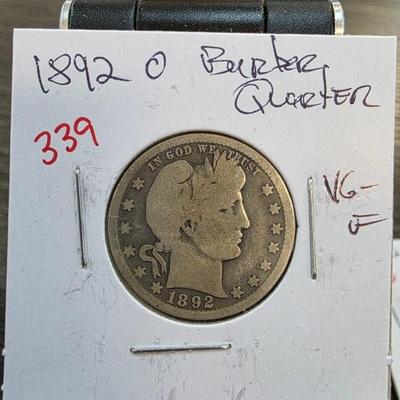 1892 O Barber
Quarter
339
VG-
F
IN GOD WE TRUST
1892